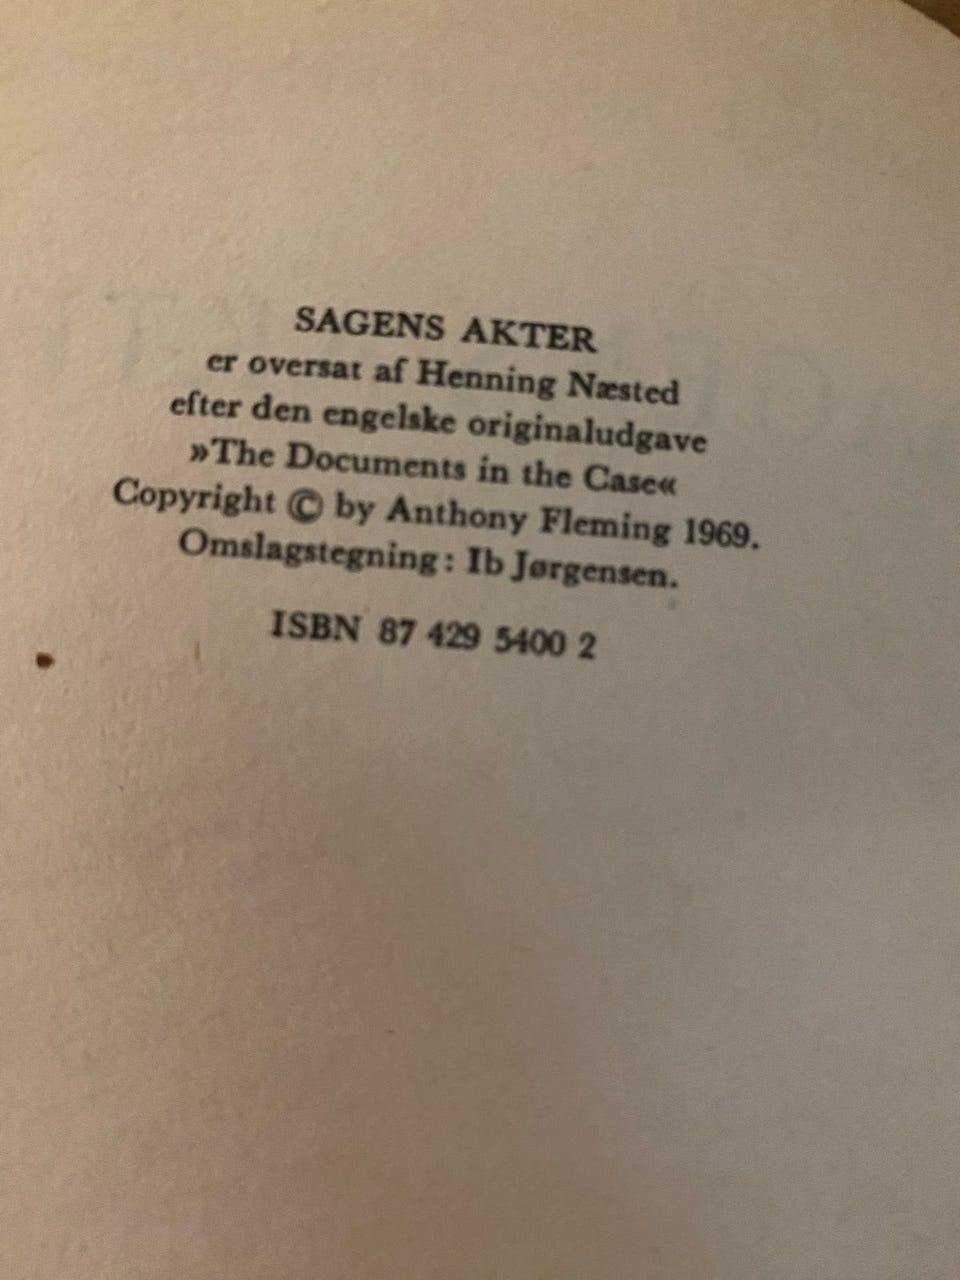 SAGENS AKTER
er oversat af Henning Næsted
efter den engelske originaludgave
»The Documents in the Case«
Copyright © by Anthony Fleming 1969.
Omslagstegning: Ib Jørgensen.
ISBN 87 429 5400 2